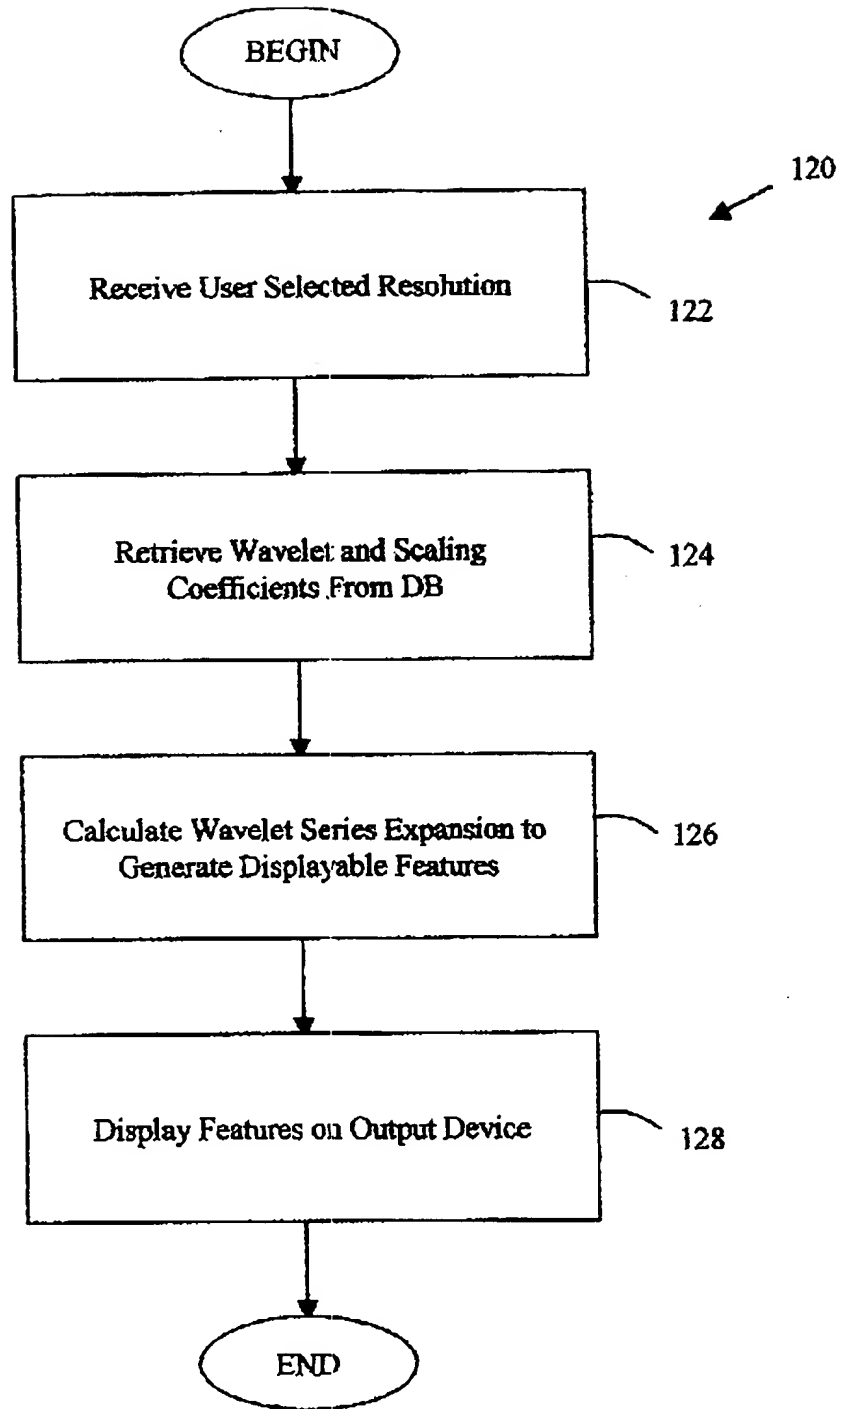 BEGIN
120
Receive User Selected Resolution
122
Retrieve Wavelet and Scaling
Coefficients From DB
124
Calculate Wavelet Series Expansion to
Generate Displayable Features
126
Display Features on Output Device
128
END